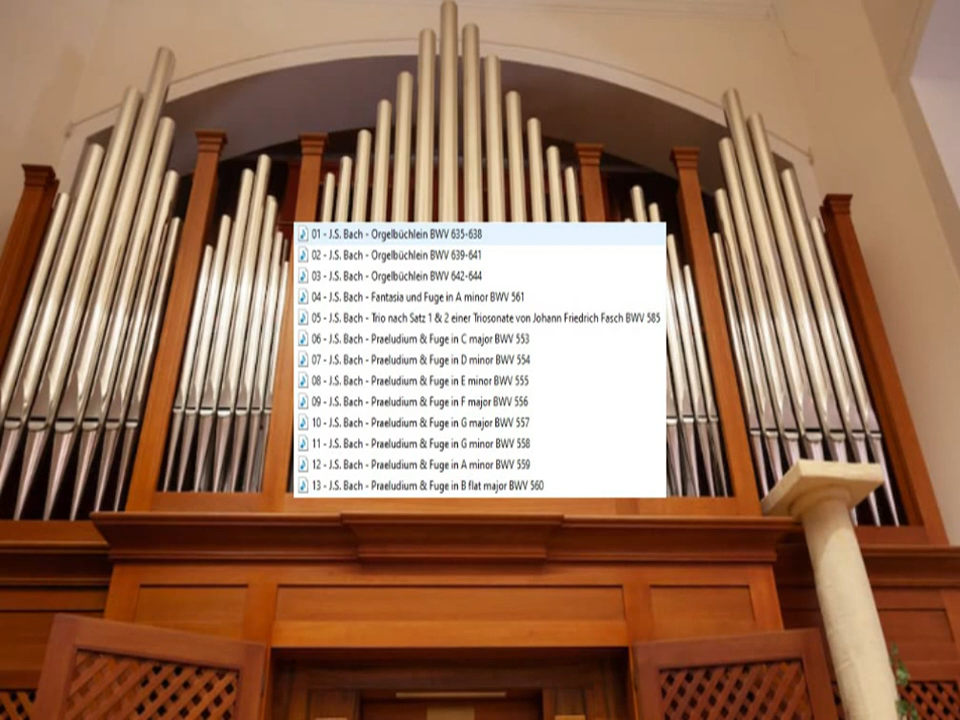 01 - J.S. Bach - Orgelbüchlein BWV 635-638
02 - J.S. Bach - Orgelbüchlein BWV 639-641
03 - J.S. Bach - Orgelbüchlein BWV 642-644
04 - J.S. Bach - Fantasia und Fuge in A minor BWV 561
05 - J.S. Bach - Trio nach Satz 1 & 2 einer Triosonate von Johann Friedrich Fasch BWV 585
06 - J.S. Bach - Praeludium & Fuge in C major BWV 553
07 - J.S. Bach - Praeludium & Fuge in D minor BWV 554
08 - J.S. Bach - Praeludium & Fuge in E minor BWV 555
09 - J.S. Bach - Praeludium & Fuge in F major BWV 556
10 - J.S. Bach - Praeludium & Fuge in G major BWV 557
11 - J.S. Bach - Praeludium & Fuge in G minor BWV 558
12 - J.S. Bach - Praeludium & Fuge in A minor BWV 559
13 - J.S. Bach - Praeludium & Fuge in B flat major BWV 560